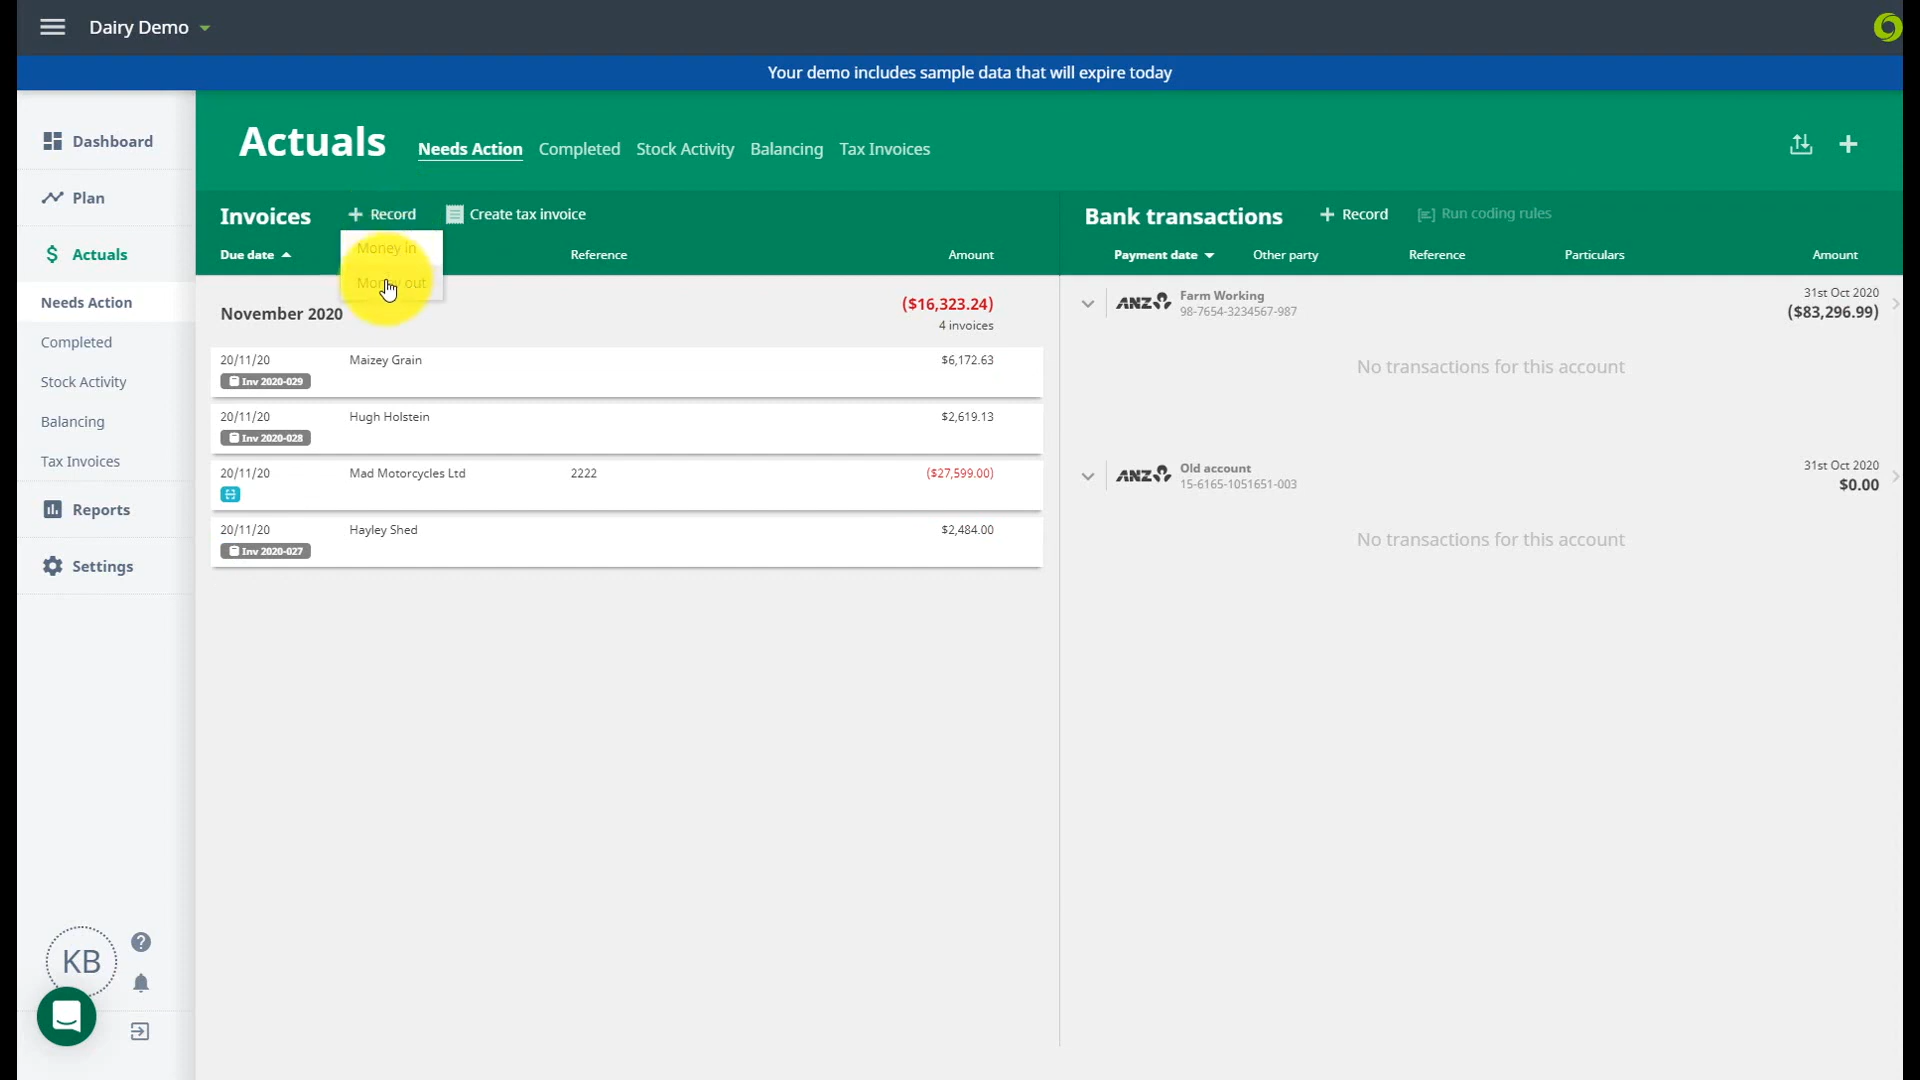 Dairy Demo
Your demo includes sample data that will expire today
Dashboard
Plan
Actuals
Needs Action
Completed
Stock Activity
Balancing
Tax Invoices
Reports
Settings
KB
Actuals
Needs Action Completed Stock Activity Balancing Tax Invoices
Invoices + Record Create tax invoice
Money in
Money out
Due date Reference Amount
November 2020 ($16,323.24)
4 invoices
20/11/20 Maizey Grain $6,172.63
Inv 2020-029
20/11/20 Hugh Holstein $2,619.13
Inv 2020-028
20/11/20 Mad Motorcycles Ltd 2222 ($27,599.00)
20/11/20 Hayley Shed $2,484.00
Inv 2020-027
Bank transactions + Record Run coding rules
Payment date Other party Reference Particulars Amount
ANZ Farm Working 31st Oct 2020
98-7654-3234567-987 ($83,296.99)
No transactions for this account
ANZ Old account 31st Oct 2020
15-6165-1051651-003 $0.00
No transactions for this account